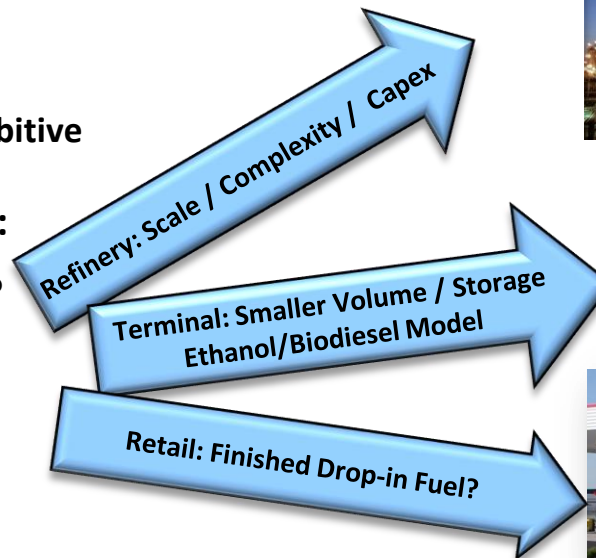 bitive
:
Refinery: Scale / Complexity / Capex
Terminal: Smaller Volume / Storage
Ethanol/Biodiesel Model
Retail: Finished Drop-in Fuel?